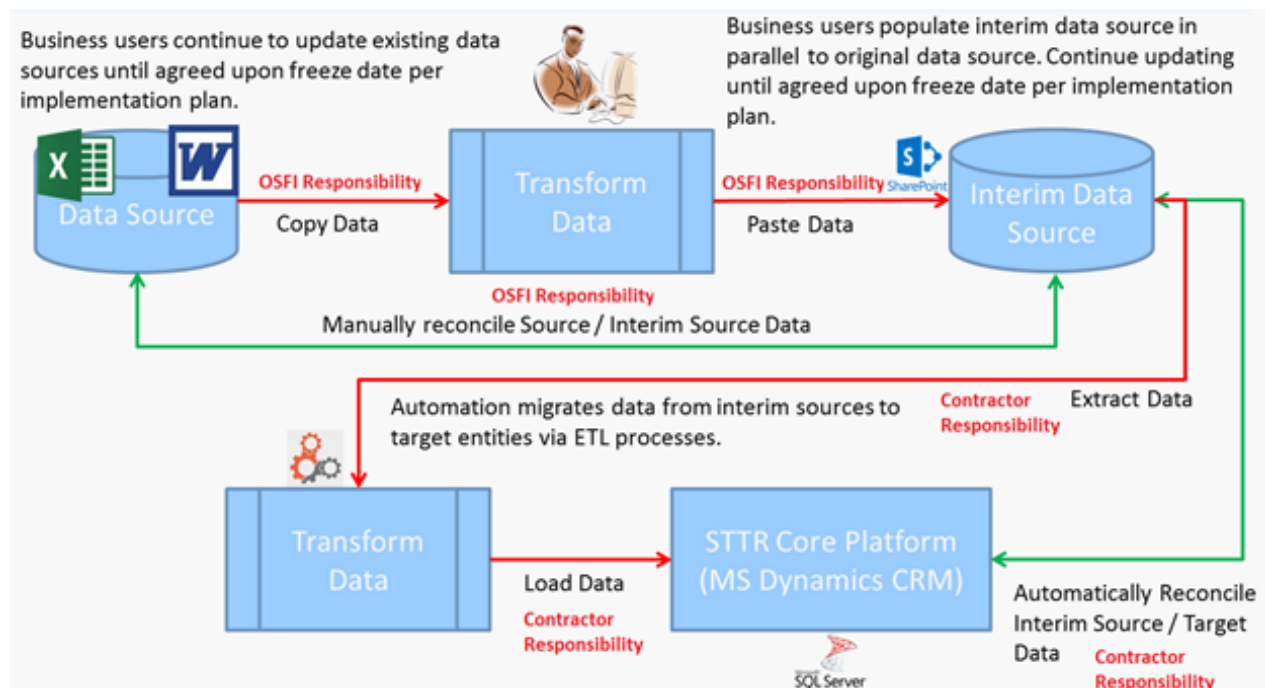 Business users continue to update existing data
sources until agreed upon freeze date per
implementation plan.
Business users populate interim data source in
parallel to original data source. Continue updating
until agreed upon freeze date per implementation
plan.
X
W
Data Source
OSFI Responsibility
Copy Data
Transform
Data
OSFI Responsibility
Paste Data
S
SharePoint
Interim Data
Source
OSFI Responsibility
Manually reconcile Source / Interim Source Data
Automation migrates data from interim sources to
target entities via ETL processes.
Contractor
Responsibility
Extract Data
Transform
Data
Load Data
Contractor
Responsibility
STTR Core Platform
(MS Dynamics CRM)
Automatically Reconcile
Interim Source / Target
Data
Contractor
Responsibility
SQL Server